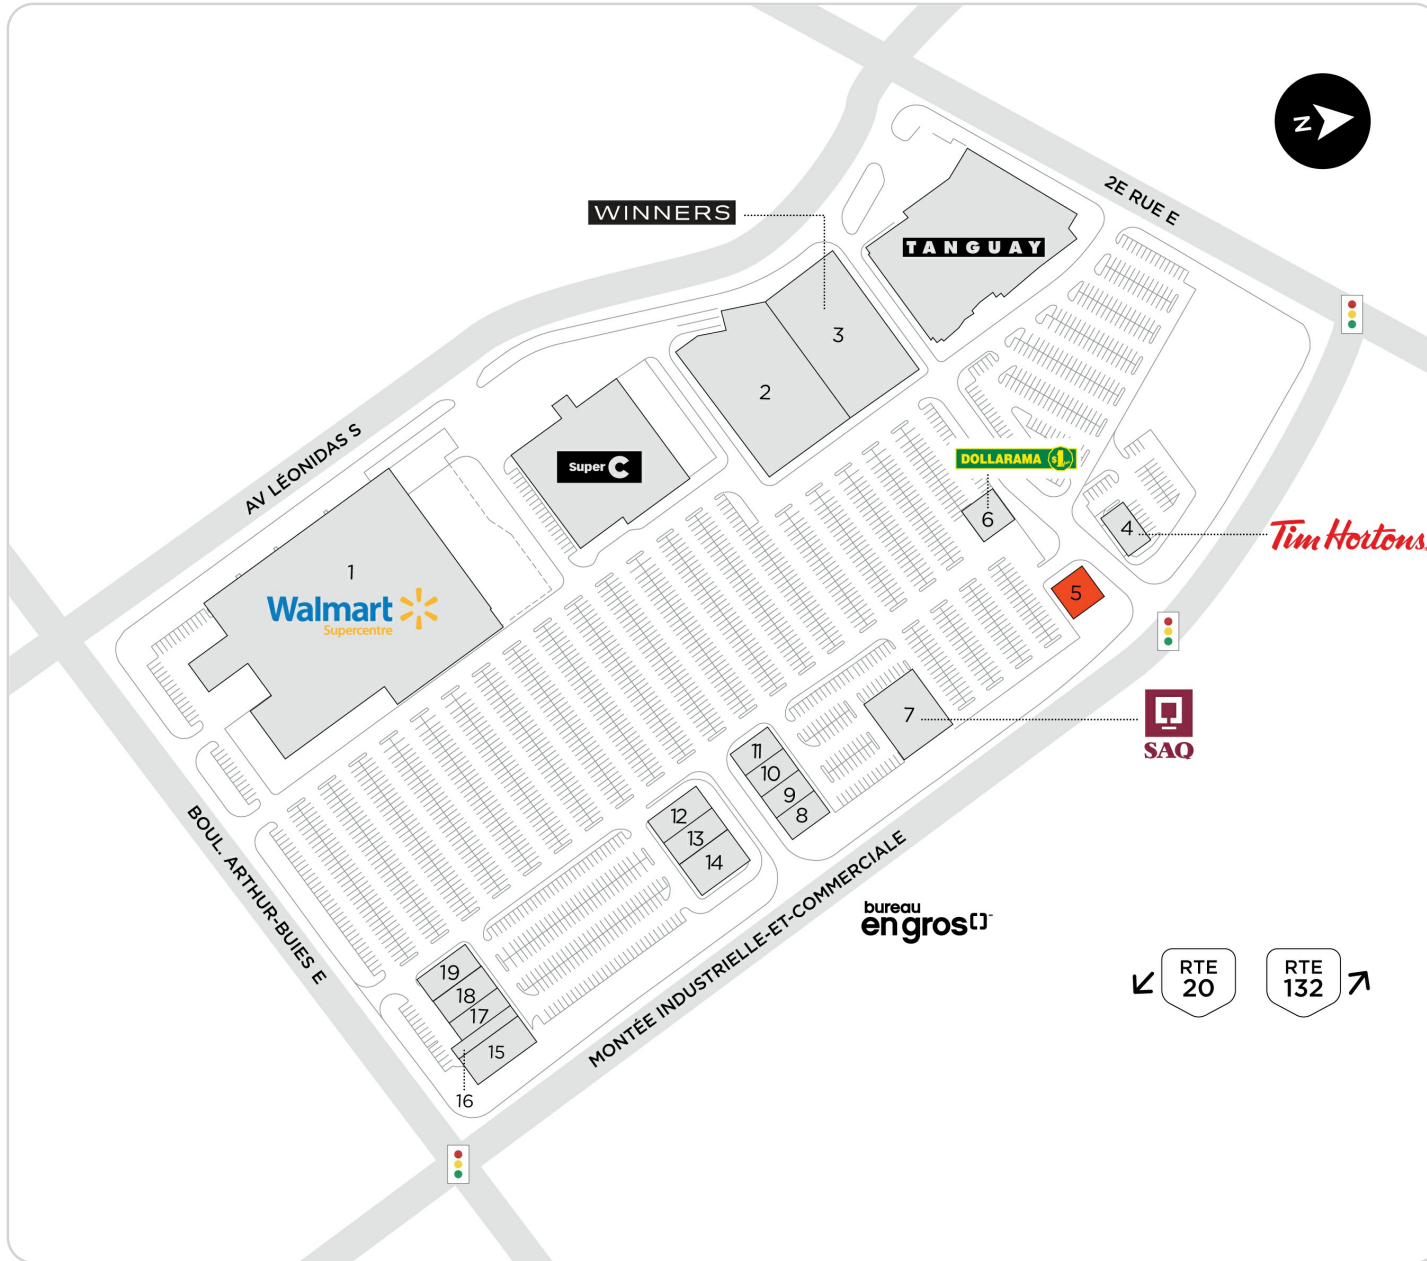 N
2E RUE E
WINNERS
TANGUAY
3
2
AV LÉONIDAS S
Super C
DOLLARAMA $1
6
4
Tim Hortons
1
Walmart
Supercentre
5
7
SAQ
11
10
9
8
12
13
14
BOUL. ARTHUR-BUIES E
MONTÉE INDUSTRIELLE-ET-COMMERCIALE
bureau
en gros
RTE
20
RTE
132
19
18
17
15
16